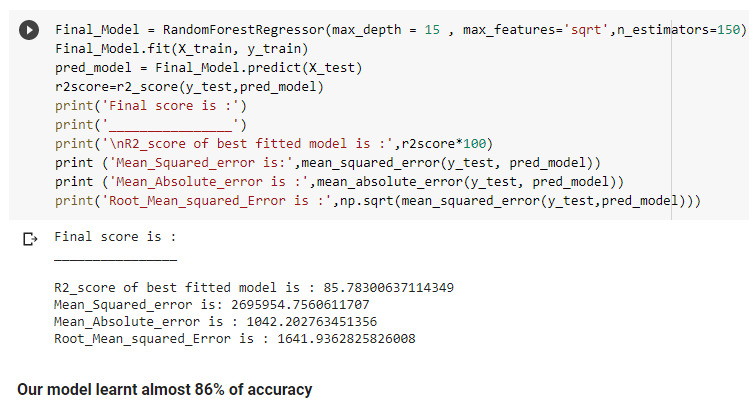 Final_Model = RandomForestRegressor(max_depth = 15 , max_features='sqrt',n_estimators=150)
Final_Model.fit(X_train, y_train)
pred_model = Final_Model.predict(X_test)
r2score=r2_score(y_test,pred_model)
print('Final score is :')
print('________________')
print('\nR2_score of best fitted model is :',r2score*100)
print ('Mean_Squared_error is:',mean_squared_error(y_test, pred_model))
print ('Mean_Absolute_error is :',mean_absolute_error(y_test, pred_model))
print('Root_Mean_squared_Error is :',np.sqrt(mean_squared_error(y_test,pred_model)))
Final score is :
________________
R2_score of best fitted model is : 85.78300637114349
Mean_Squared_error is: 2695954.7560611707
Mean_Absolute_error is : 1042.202763451356
Root_Mean_squared_Error is : 1641.9362825826008
Our model learnt almost 86% of accuracy